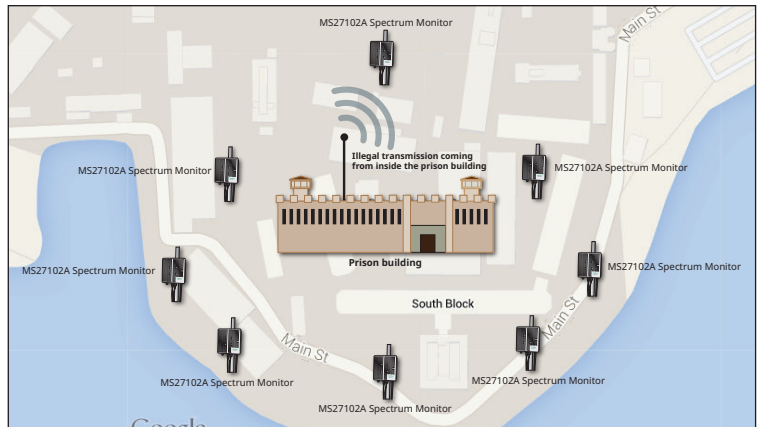 MS27102A Spectrum Monitor
Main St
Illegal transmission coming
from inside the prison building
MS27102A Spectrum Monitor
MS27102A Spectrum Monitor
Prison building
MS27102A Spectrum Monitor
MS27102A Spectrum Monitor
South Block
Main St
Main St
MS27102A Spectrum Monitor
MS27102A Spectrum Monitor
MS27102A Spectrum Monitor
Google